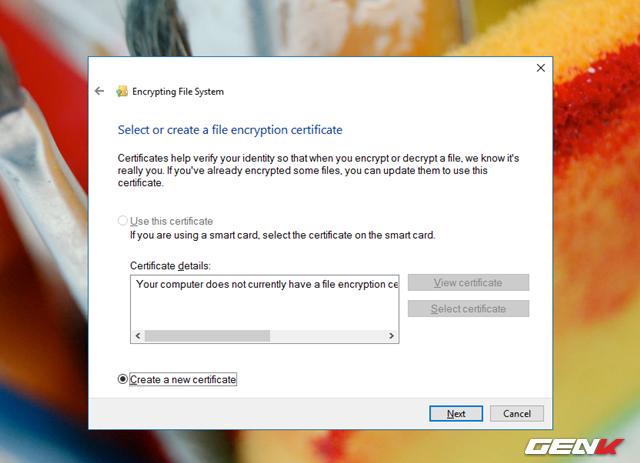 Encrypting File System
Select or create a file encryption certificate
Certificates help verify your identity so that when you encrypt or decrypt a file, we know it's
really you. If you've already encrypted some files, you can update them to use this
certificate.
Use this certificate
If you are using a smart card, select the certificate on the smart card.
Certificate details:
Your computer does not currently have a file encryption ce
View certificate
Select certificate
Create a new certificate
Next
Cancel
GENK